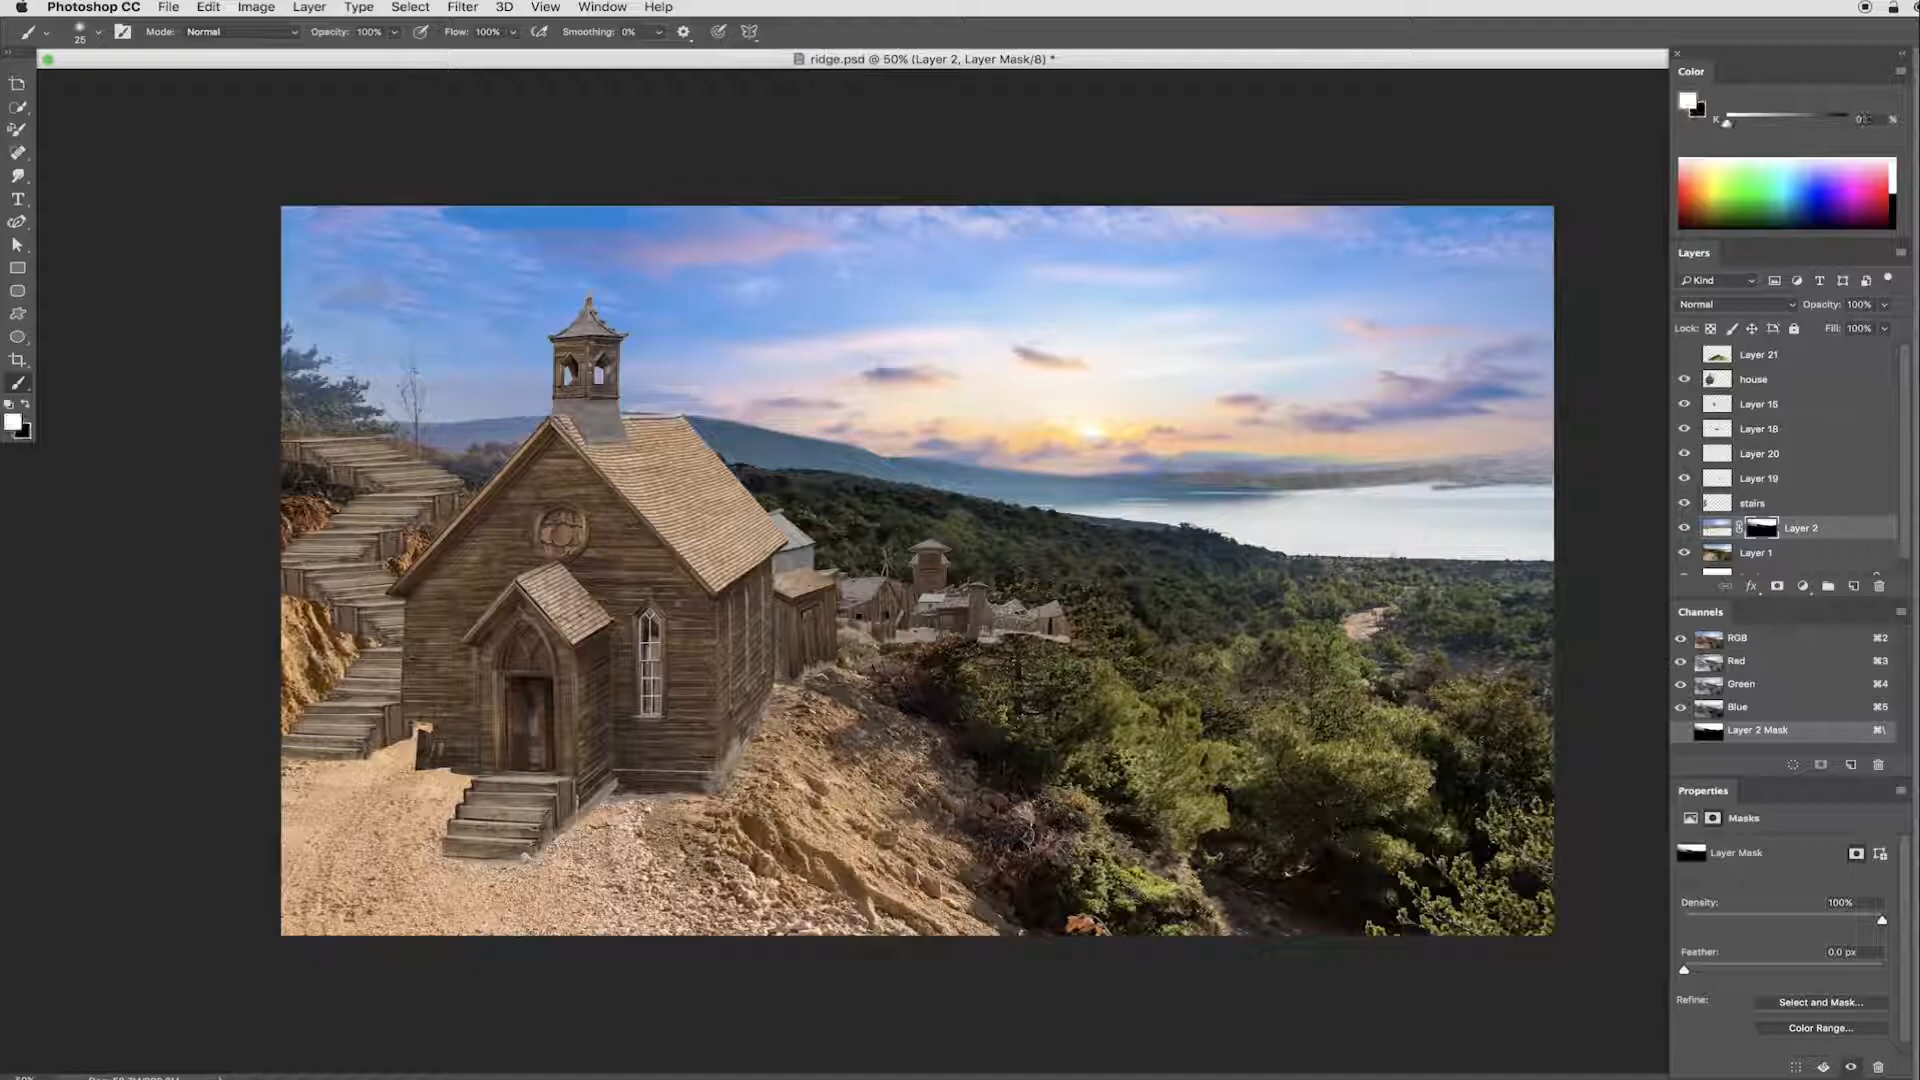 Photoshop CC File Edit Image Layer Type Select Filter 3D View Window Help
25 Mode: Normal Opacity: 100% Flow: 100% Smoothing: 0%
ridge.psd @ 50% (Layer 2, Layer Mask/8) *
Color
K %
Layers
Kind
Normal Opacity: 100%
Lock: Fill: 100%
Layer 21
house
Layer 15
Layer 18
Layer 20
Layer 19
stairs
Layer 2
Layer 1
fx
Channels
RGB ⌘2
Red ⌘3
Green ⌘4
Blue ⌘5
Layer 2 Mask ⌘\
Properties
Masks
Layer Mask
Density: 100%
Feather: 0.0 px
Refine: Select and Mask...
Color Range...